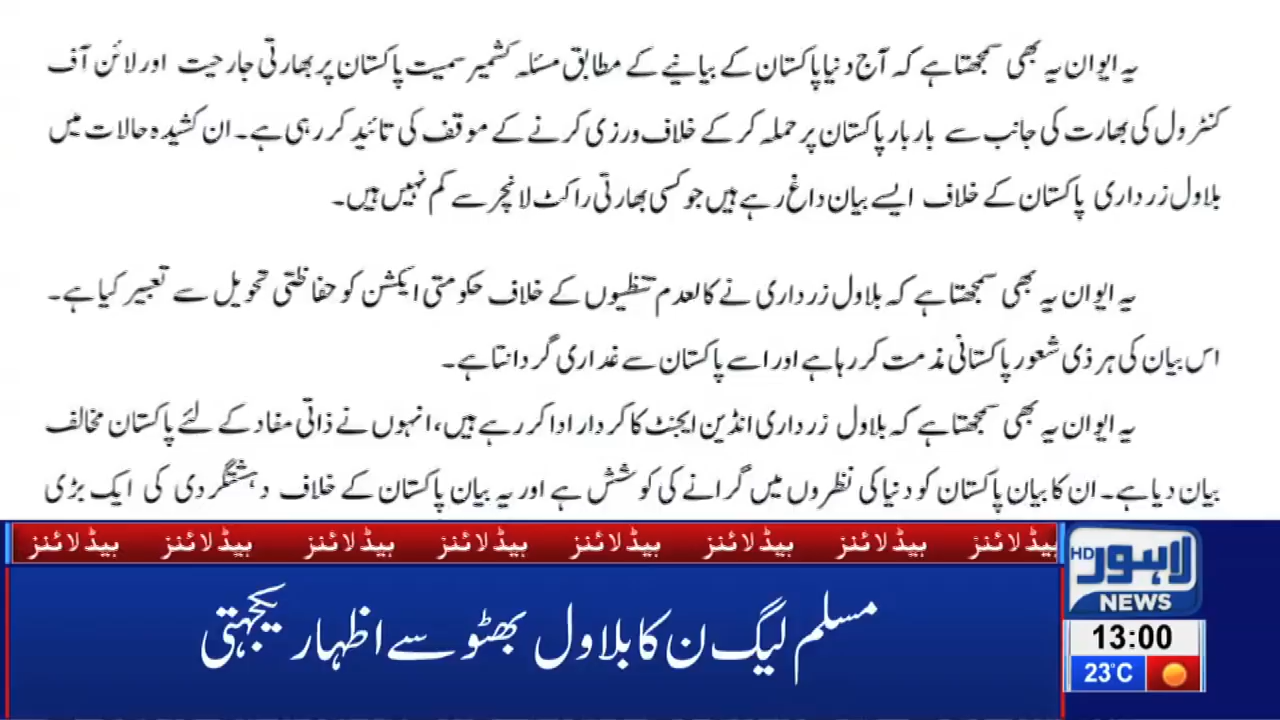 یہ ایوان یہ بھی سمجھتا ہے کہ آج دنیا پاکستان کے بیانیے کے مطابق مسئلہ کشمیر سمیت پاکستان پر بھارتی جارحیت اور لائن آف
کنٹرول کی بھارت کی جانب سے بار بار پاکستان پر حملہ کر کے خلاف ورزی کرنے کے موقف کی تائید کر رہی ہے۔ ان کشیدہ حالات میں
بلاول زرداری پاکستان کے خلاف ایسے بیان داغ رہے ہیں جو کسی بھارتی راکٹ لانچر سے کم نہیں ہیں۔
یہ ایوان یہ بھی سمجھتا ہے کہ بلاول زرداری نے کالعدم تنظیموں کے خلاف حکومتی ایکشن کو حفاظتی تحویل سے تعبیر کیا ہے۔
اس بیان کی ہر ذی شعور پاکستانی مذمت کر رہا ہے اور اسے پاکستان سے غداری گردانتا ہے۔
یہ ایوان یہ بھی سمجھتا ہے کہ بلاول زرداری انڈین ایجنٹ کا کردار ادا کر رہے ہیں، انہوں نے ذاتی مفاد کے لئے پاکستان مخالف
بیان دیا ہے۔ ان کا بیان پاکستان کو دنیا کی نظروں میں گرانے کی کوشش ہے اور یہ بیان پاکستان کے خلاف دہشتگردی کی ایک بڑی
ہیڈلائنز ہیڈلائنز ہیڈلائنز ہیڈلائنز ہیڈلائنز ہیڈلائنز ہیڈلائنز ہیڈلائنز
مسلم لیگ ن کا بلاول بھٹو سے اظہار یکجہتی
لاہور HD
NEWS
13:00
23°C